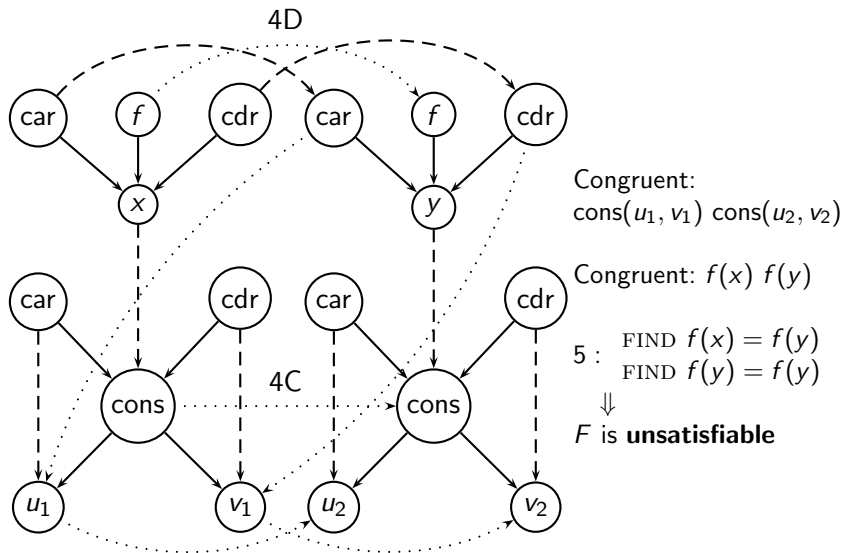 4D
car f cdr car f cdr
x y
Congruent:
cons(u₁, v₁) cons(u₂, v₂)
car cdr car cdr
Congruent: f(x) f(y)
5 : FIND f(x) = f(y)
FIND f(y) = f(y)
cons 4C cons
⇓
F is unsatisfiable
u₁ v₁ u₂ v₂